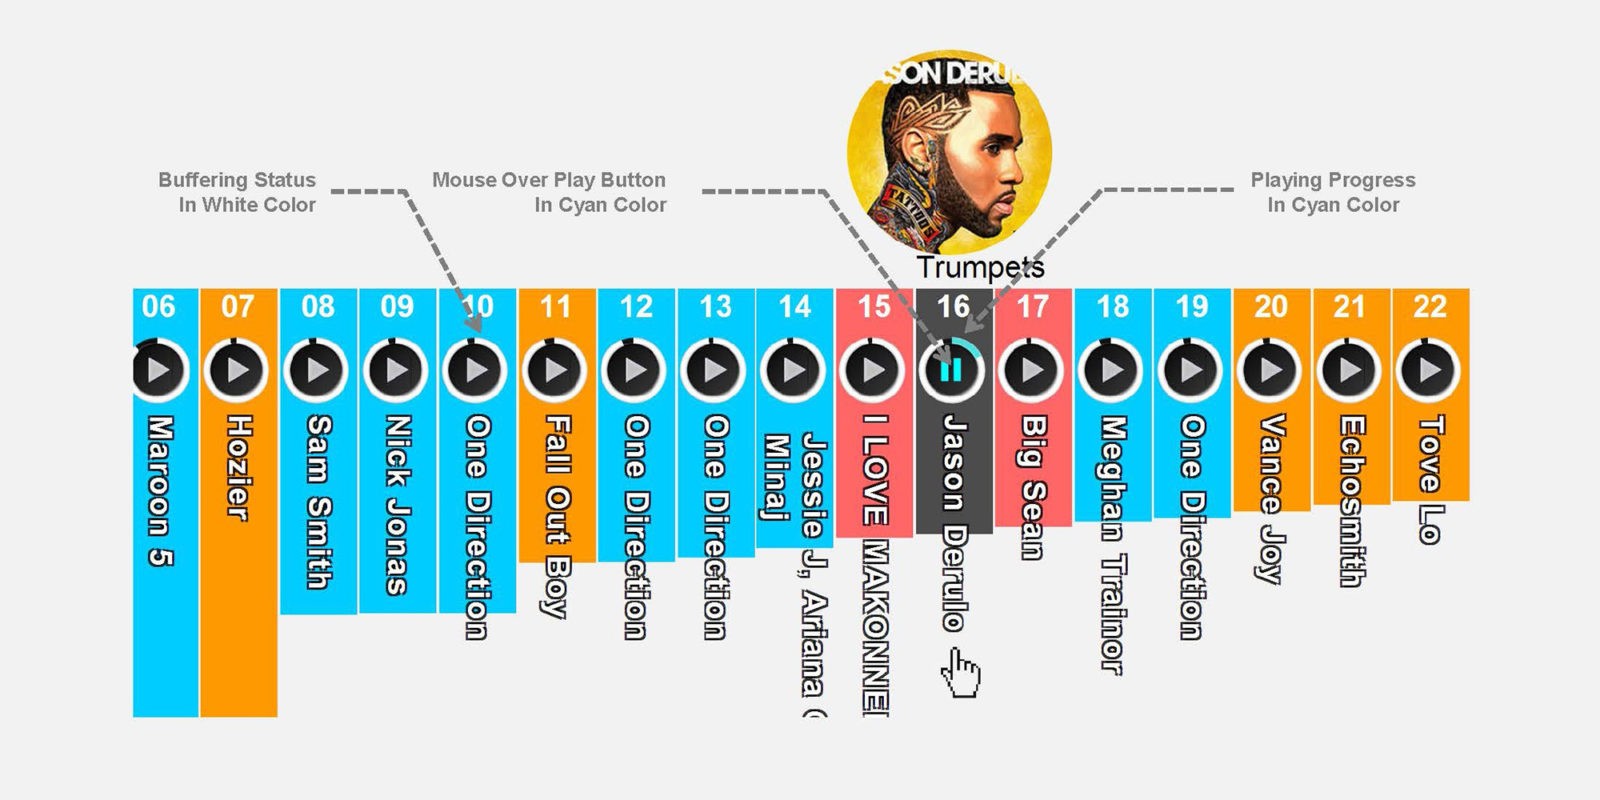 SON DERUL
TATTOOS
Buffering Status
In White Color
Mouse Over Play Button
In Cyan Color
Playing Progress
In Cyan Color
Trumpets
06
07
08
09
10
11
12
13
14
15
16
17
18
19
20
21
22
Maroon 5
Hozier
Sam Smith
Nick Jonas
One Direction
Fall Out Boy
One Direction
One Direction
Jessie J, Ariana
Minaj
I LOVE MAKONNE
Jason Derulo
Big Sean
Meghan Trainor
One Direction
Vance Joy
Echosmith
Tove Lo